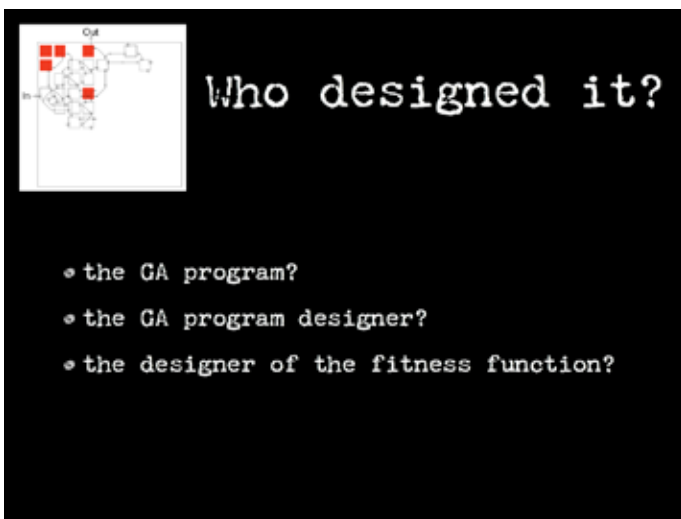 Out
In
Who designed it?
the GA program?
the GA program designer?
the designer of the fitness function?